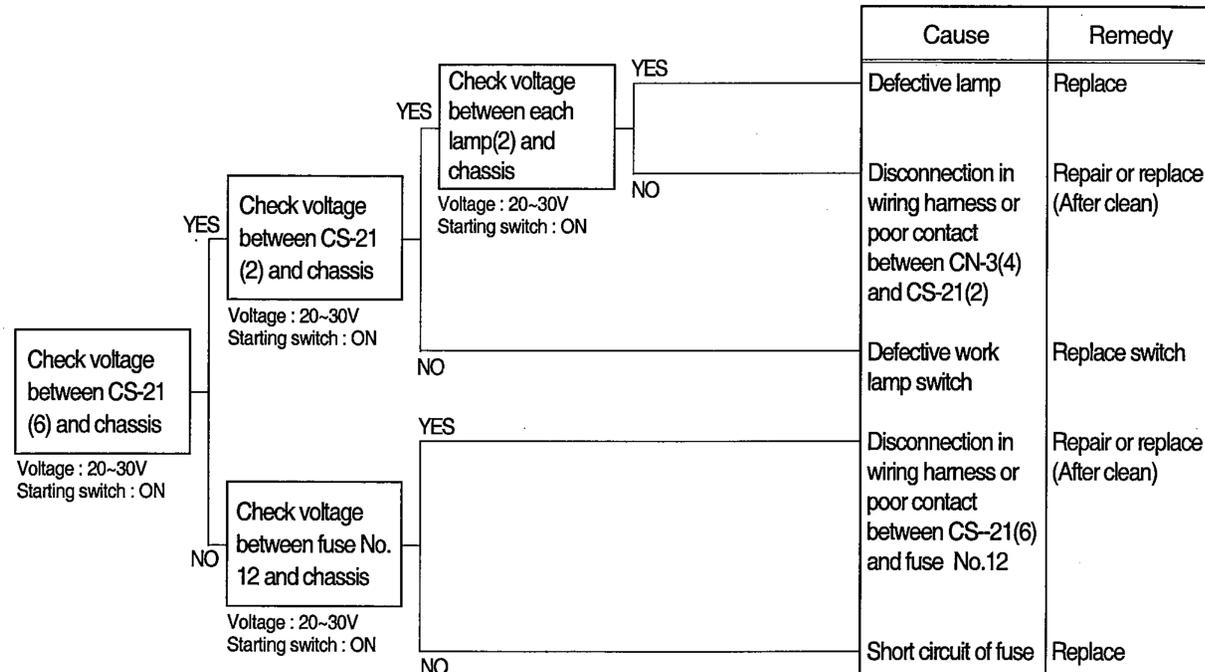 Check voltage
between CS-21
(6) and chassis
Voltage : 20~30V
Starting switch : ON
YES
Check voltage
between CS-21
(2) and chassis
Voltage : 20~30V
Starting switch : ON
YES
Check voltage
between each
lamp(2) and
chassis
Voltage : 20~30V
Starting switch : ON
YES
NO
NO
NO
Check voltage
between fuse No.
12 and chassis
Voltage : 20~30V
Starting switch : ON
YES
NO
Cause
Remedy
Defective lamp
Replace
Disconnection in
wiring harness or
poor contact
between CN-3(4)
and CS-21(2)
Repair or replace
(After clean)
Defective work
lamp switch
Replace switch
Disconnection in
wiring harness or
poor contact
between CS--21(6)
and fuse No.12
Repair or replace
(After clean)
Short circuit of fuse
Replace